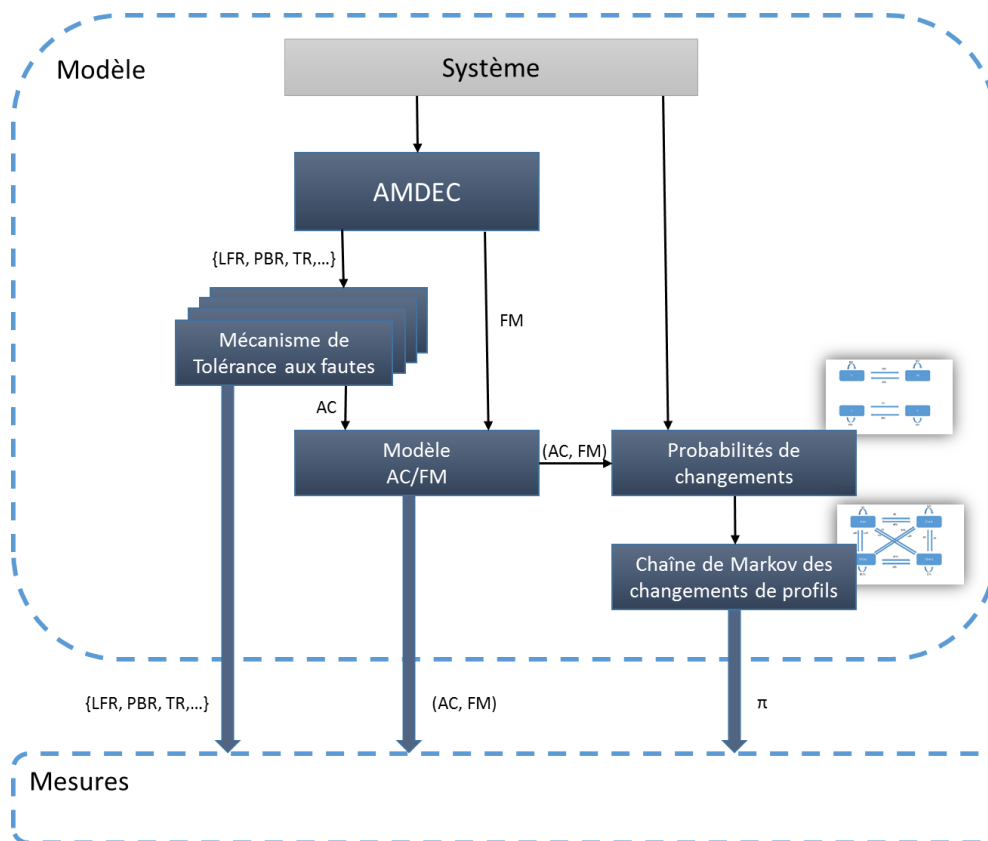 Modèle
Système
AMDEC
{LFR, PBR, TR,...}
FM
Mécanisme de
Tolérance aux fautes
AC
Modèle
AC/FM
(AC, FM)
Probabilités de
changements
Chaîne de Markov des
changements de profils
{LFR, PBR, TR,...}
(AC, FM)
π
Mesures